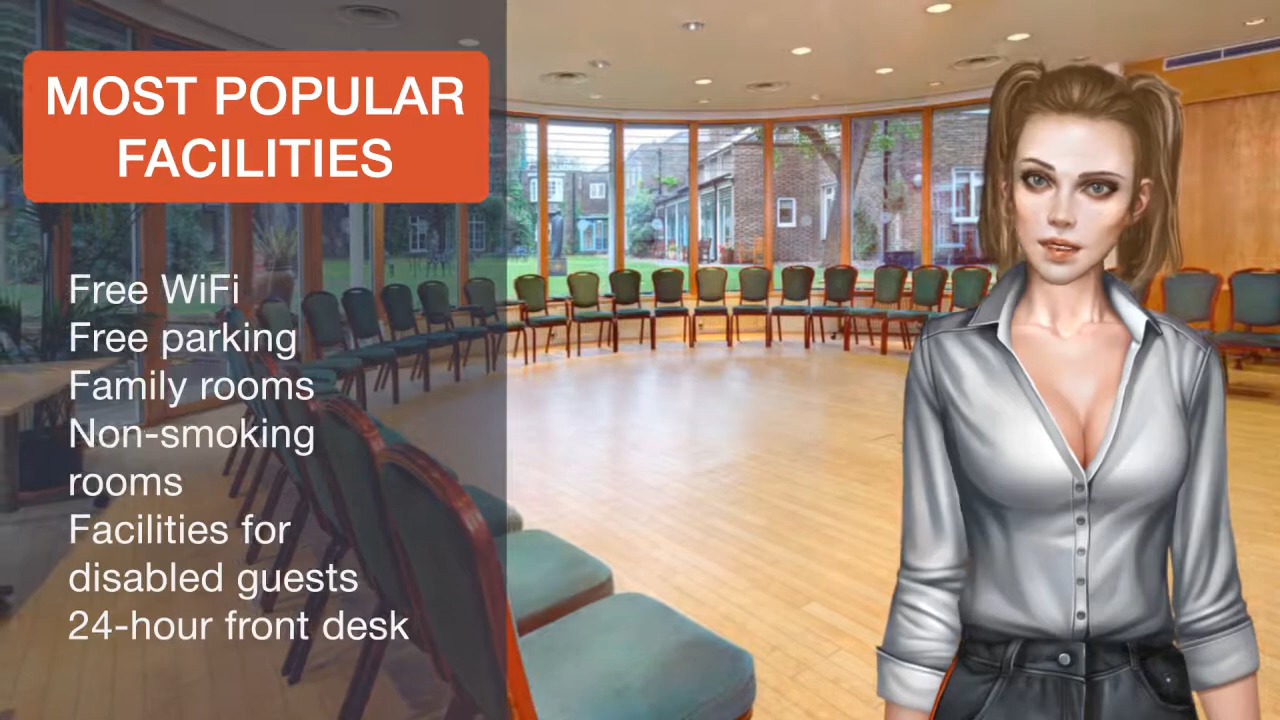 MOST POPULAR
FACILITIES
Free WiFi
Free parking
Family rooms
Non-smoking
rooms
Facilities for
disabled guests
24-hour front desk